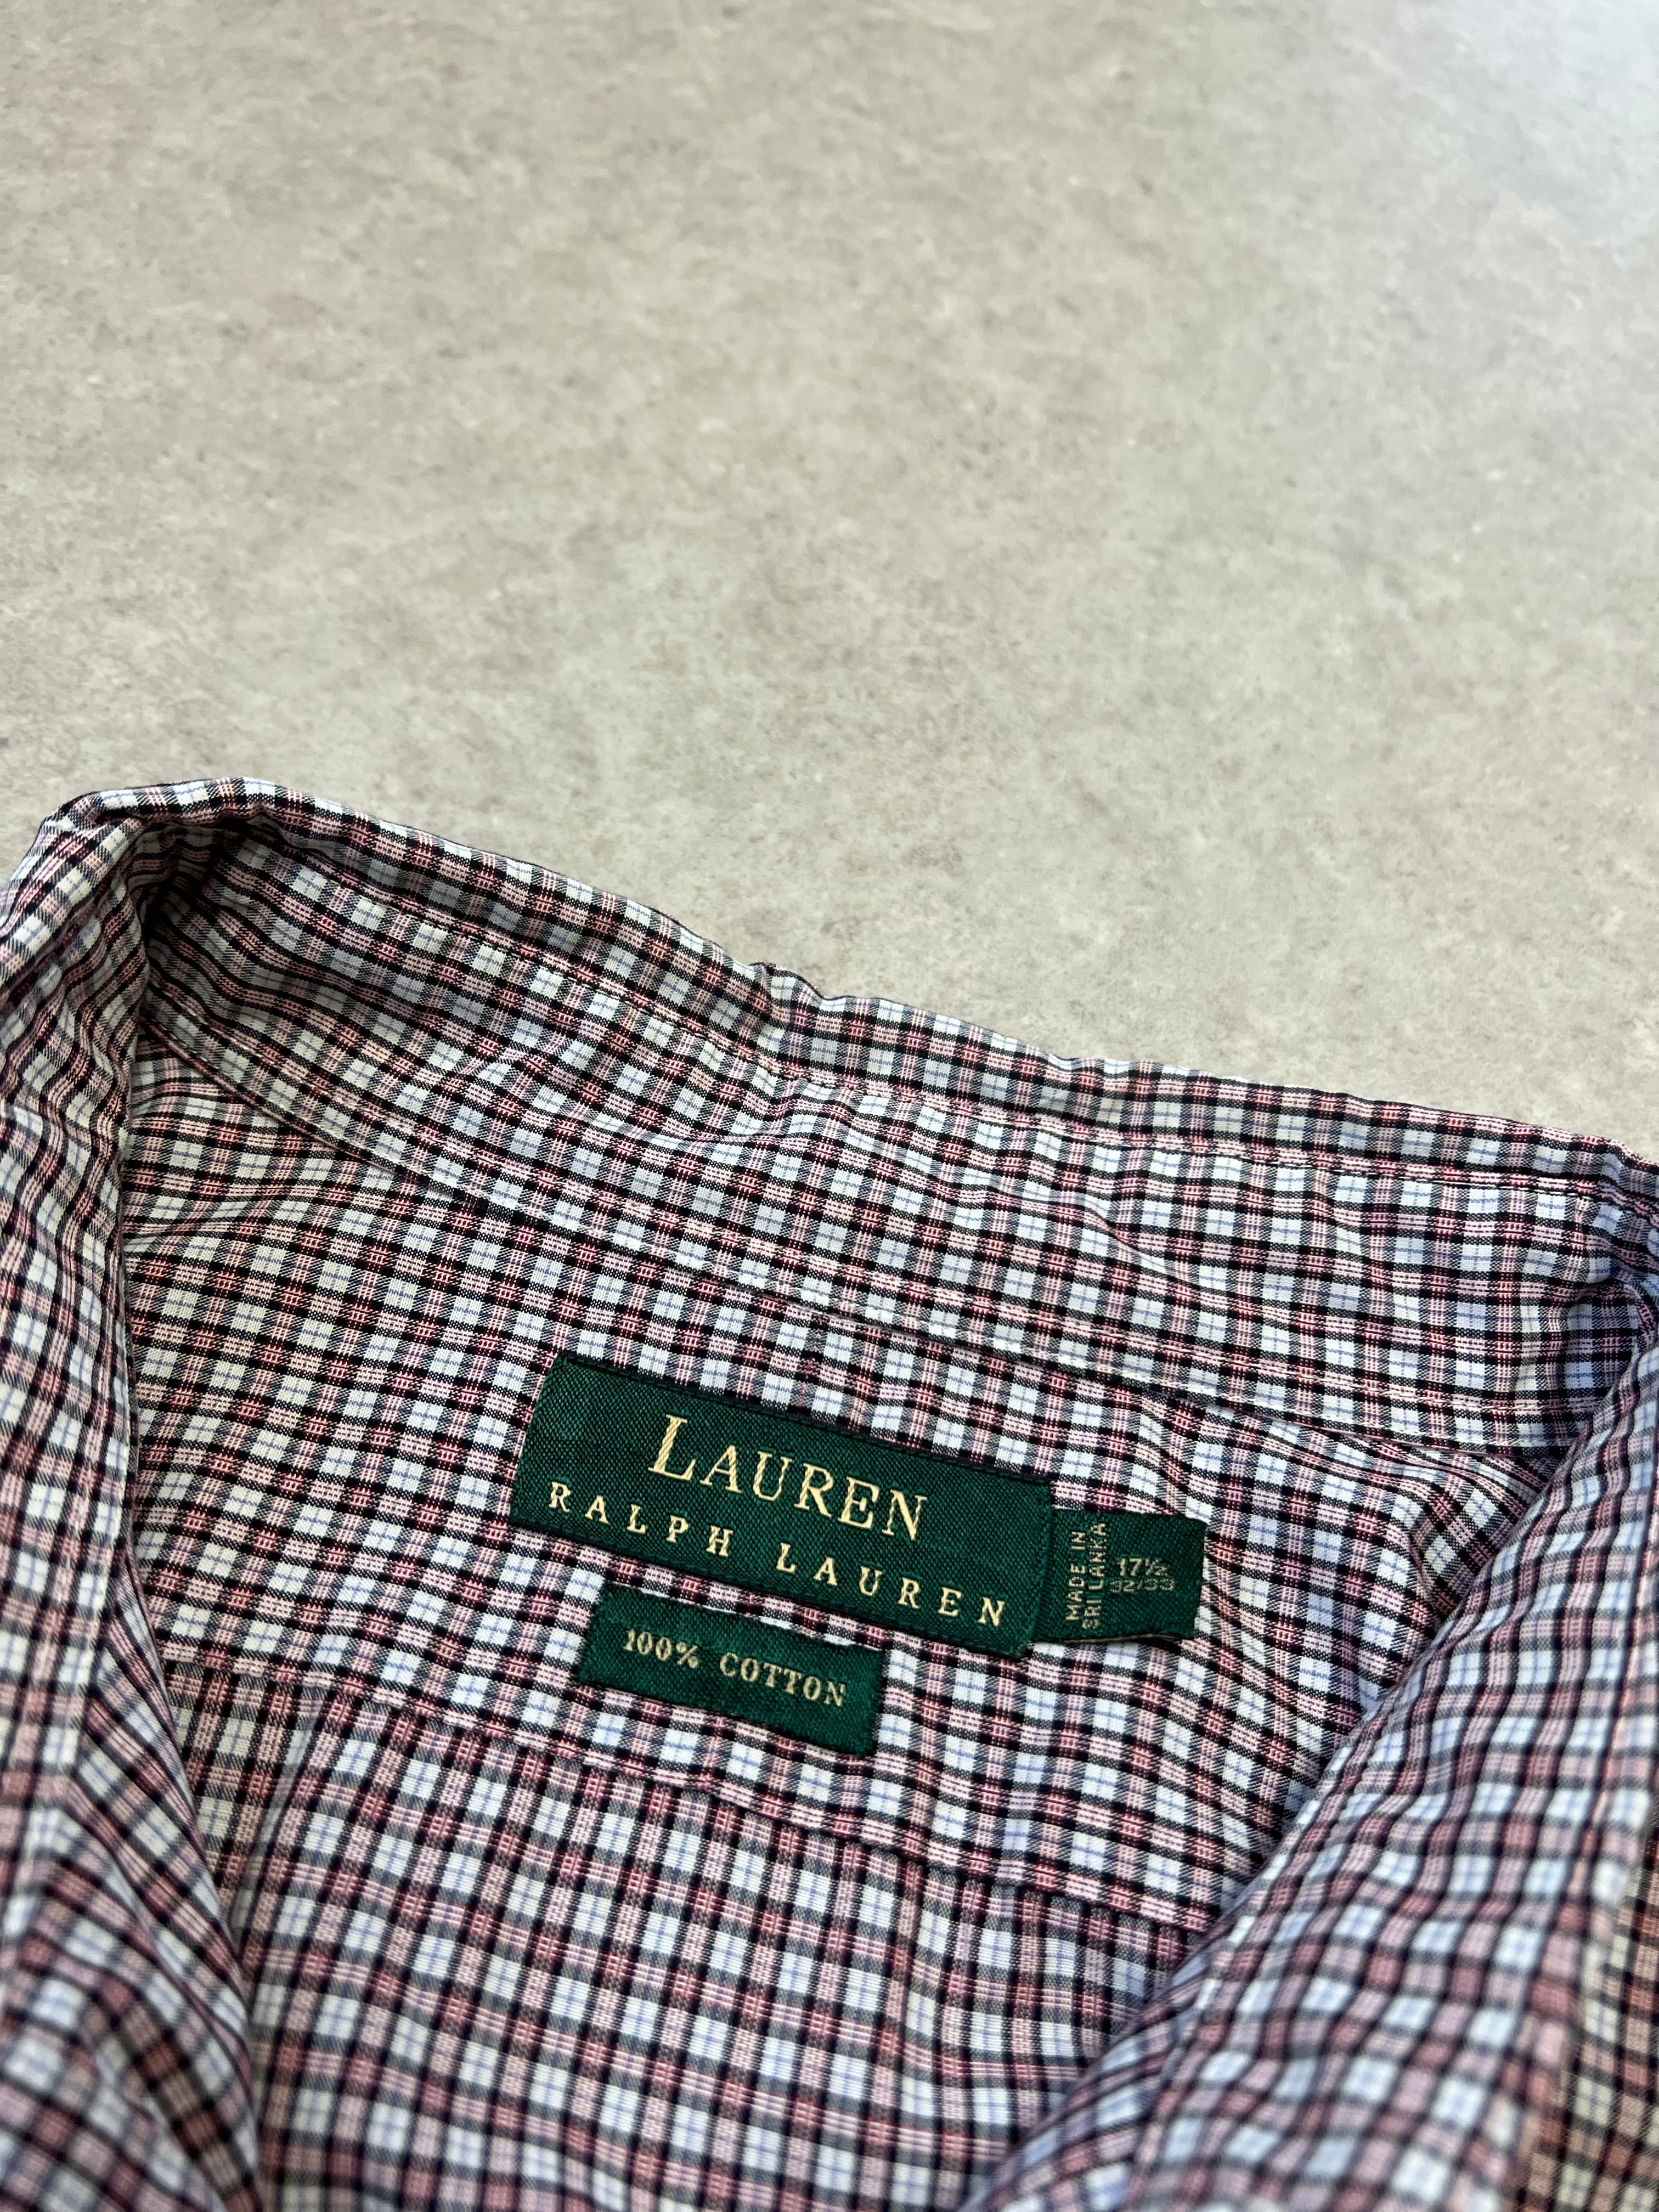 LAUREN
RALPH LAUREN
100% COTTON
MADE IN
SRI LANKA
17½
32/33